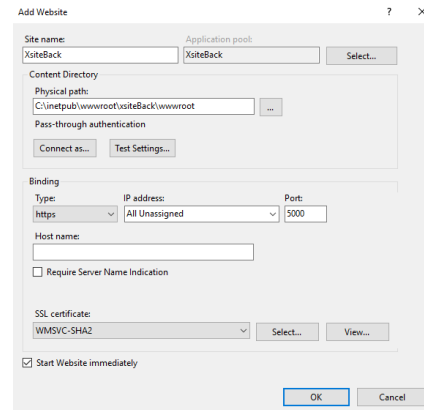 Add Website
? ×
Site name: Application pool:
XsiteBack XsiteBack Select...
Content Directory
Physical path:
C:\inetpub\wwwroot\xsiteBack\wwwroot ...
Pass-through authentication
Connect as... Test Settings...
Binding
Type: IP address: Port:
https All Unassigned 5000
Host name:
Require Server Name Indication
SSL certificate:
WMSVC-SHA2 Select... View...
Start Website immediately
OK Cancel